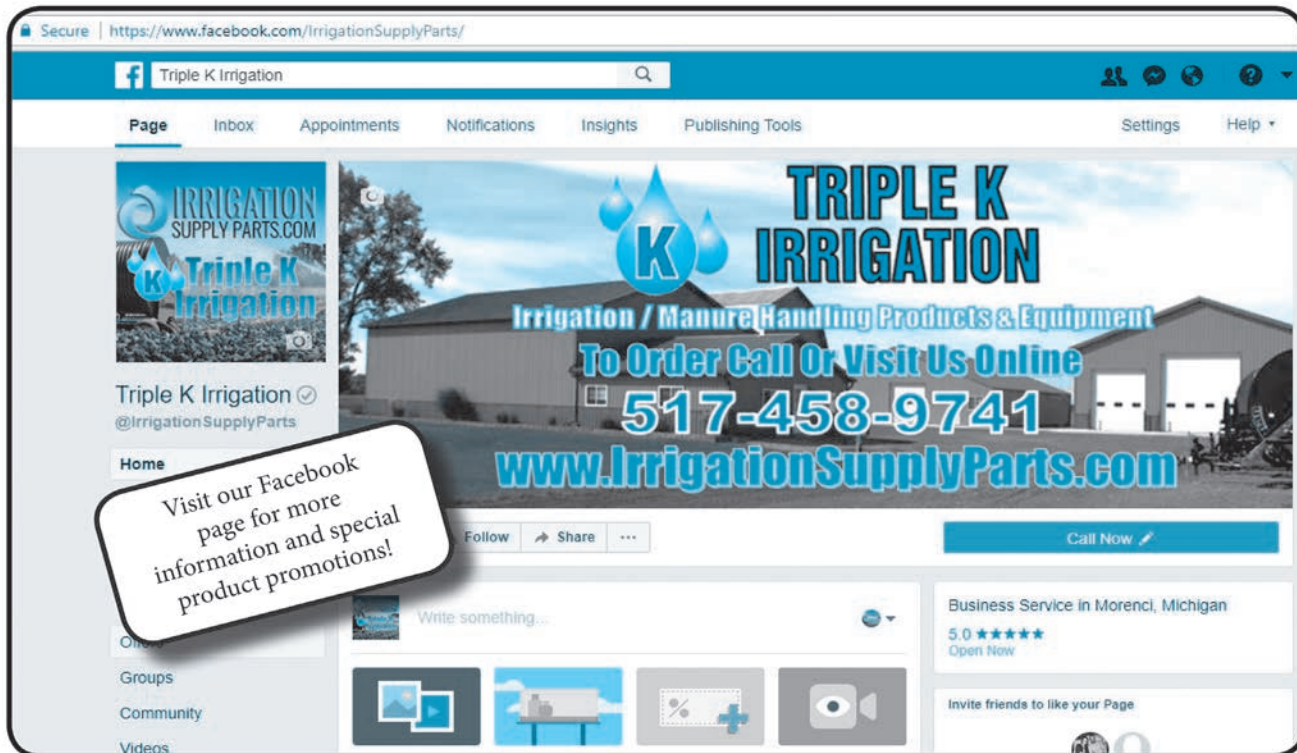 Secure | https://www.facebook.com/IrrigationSupplyParts/
Triple K Irrigation
Page Inbox Appointments Notifications Insights Publishing Tools Settings Help
IRRIGATION
SUPPLY PARTS.COM
K Triple K
Irrigation
TRIPLE K
IRRIGATION
K
Irrigation / Manure Handling Products & Equipment
To Order Call Or Visit Us Online
517-458-9741
www.IrrigationSupplyParts.com
Triple K Irrigation
@IrrigationSupplyParts
Home
Visit our Facebook
page for more
information and special
product promotions!
Offers
Groups
Community
Videos
Follow Share ...
Call Now
Write something...
Business Service in Morenci, Michigan
5.0 ★★★★★
Open Now
Invite friends to like your Page